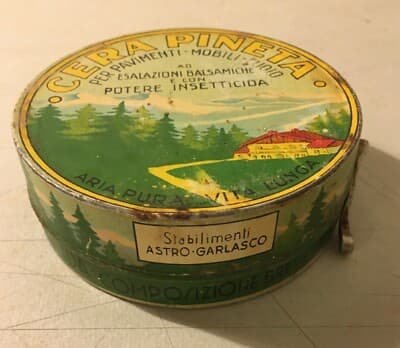 CERA PINETA
PER PAVIMENTI - MOBILI - CUOIO
AD
ESALAZIONI BALSAMICHE
E CON
POTERE INSETTICIDA
ARIA PURA - VITA LUNGA
Stabilimenti
ASTRO-GARLASCO
COMPOSIZIONE